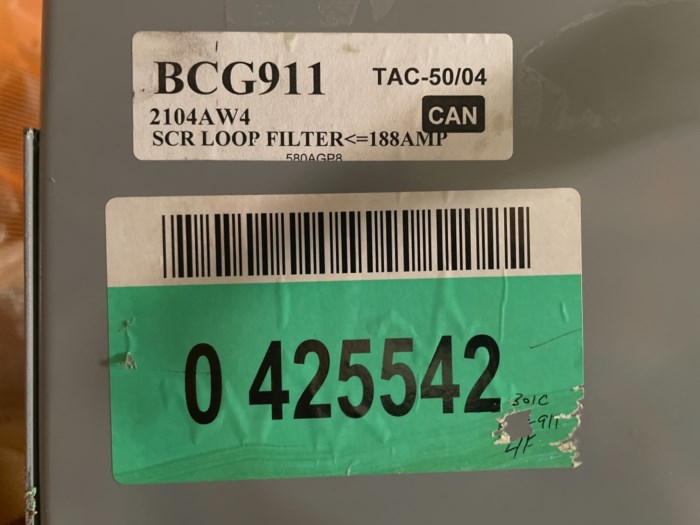 BCG911 TAC-50/04
2104AW4 CAN
SCR LOOP FILTER<=188AMP
580AGP8
0 425542
301C
-911
4F